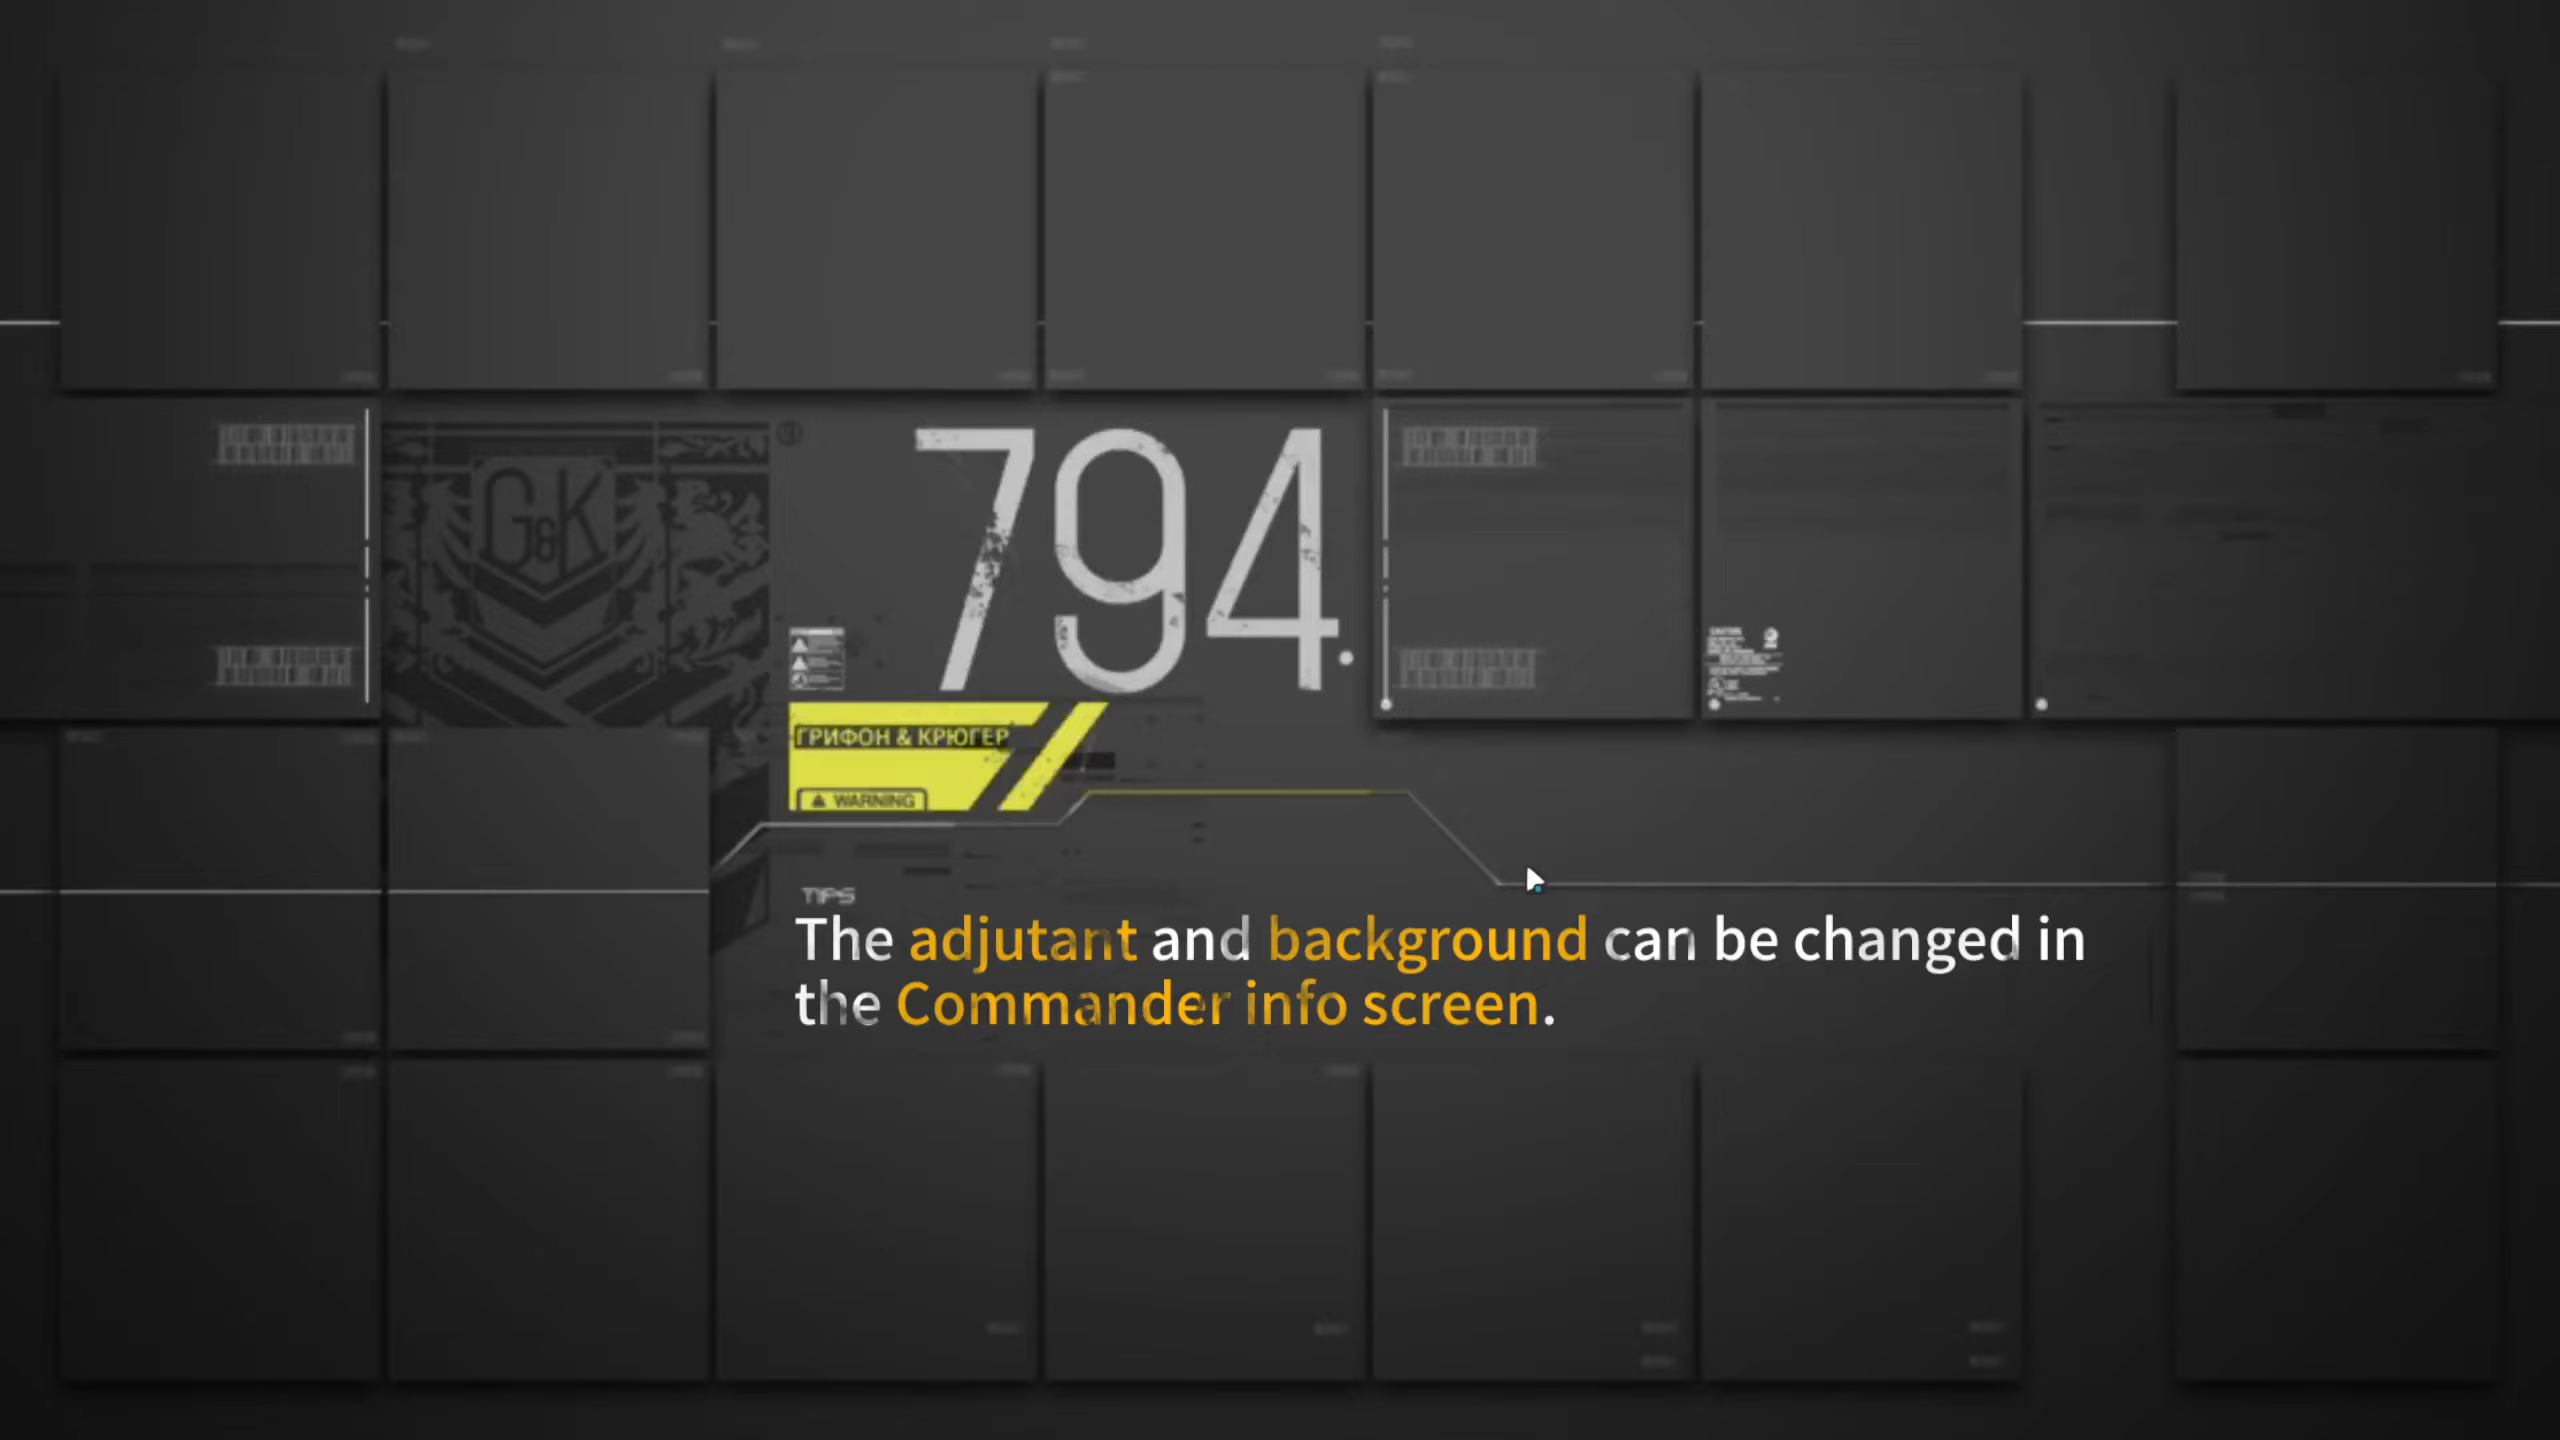 G&K
794.
ГРИФОН & КРЮГЕР
WARNING
TIPS
The adjutant and background can be changed in
the Commander info screen.